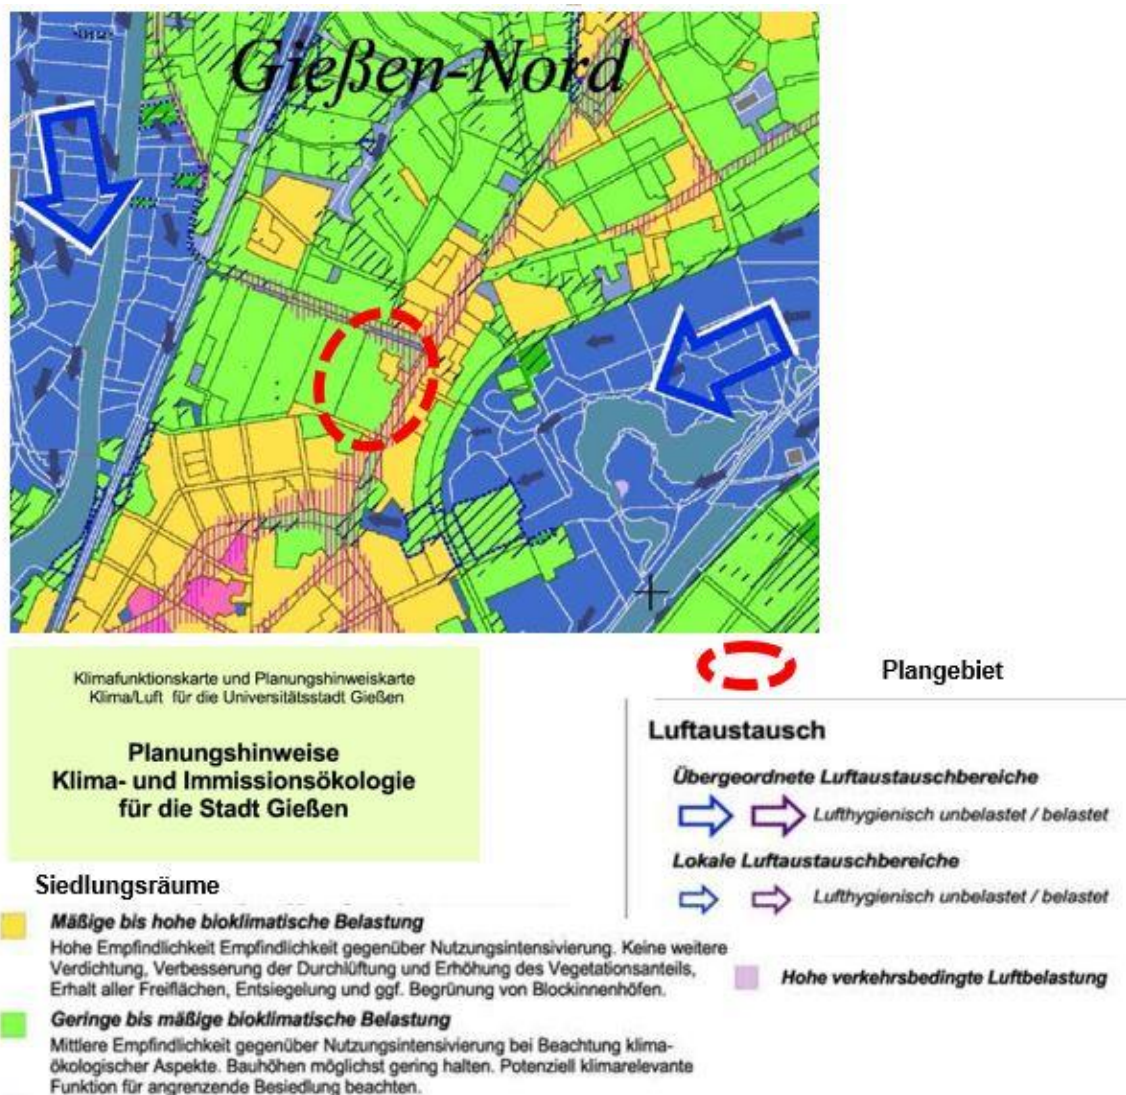 Gießen-Nord
Klimafunktionskarte und Planungshinweiskarte
Klima/Luft für die Universitätsstadt Gießen
Planungshinweise
Klima- und Immissionsökologie
für die Stadt Gießen
Plangebiet
Luftaustausch
Übergeordnete Luftaustauschbereiche
Lufthygienisch unbelastet / belastet
Lokale Luftaustauschbereiche
Lufthygienisch unbelastet / belastet
Siedlungsräume
Mäßige bis hohe bioklimatische Belastung
Hohe Empfindlichkeit Empfindlichkeit gegenüber Nutzungsintensivierung. Keine weitere
Verdichtung, Verbesserung der Durchlüftung und Erhöhung des Vegetationsanteils,
Erhalt aller Freiflächen, Entsiegelung und ggf. Begrünung von Blockinnenhöfen.
Hohe verkehrsbedingte Luftbelastung
Geringe bis mäßige bioklimatische Belastung
Mittlere Empfindlichkeit gegenüber Nutzungsintensivierung bei Beachtung klima-
ökologischer Aspekte. Bauhöhen möglichst gering halten. Potenziell klimarelevante
Funktion für angrenzende Besiedlung beachten.